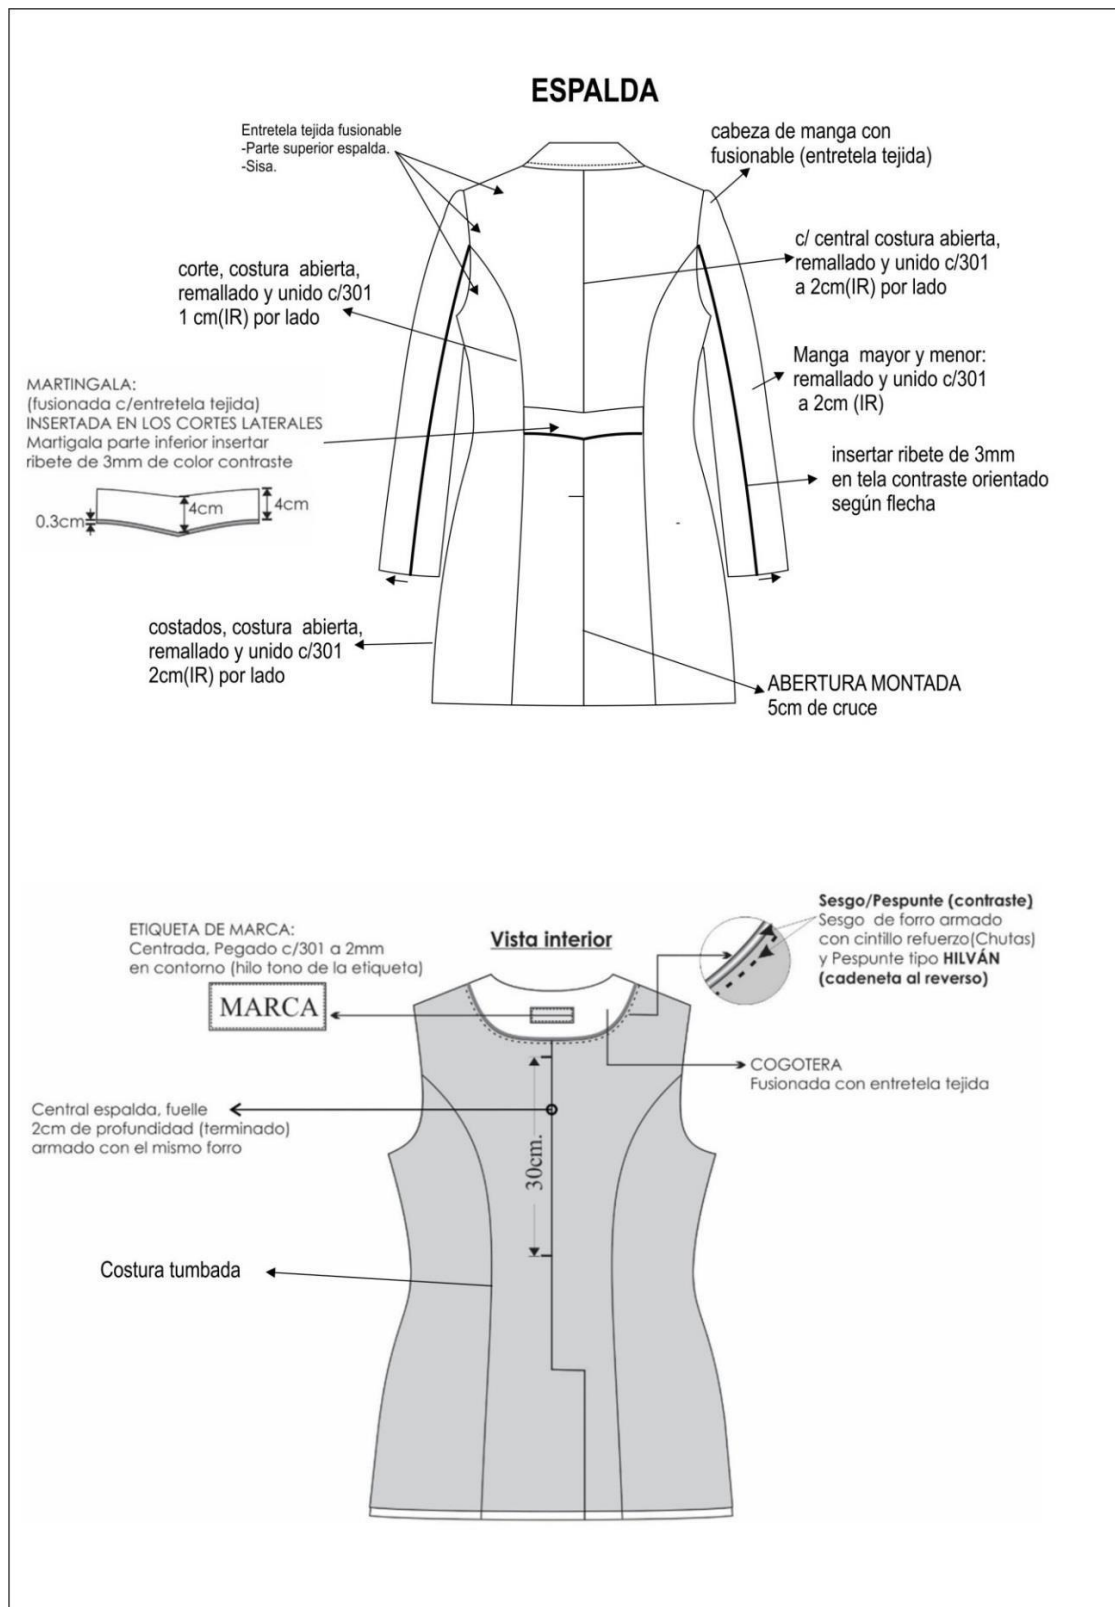 ESPALDA
Entretela tejida fusionable
-Parte superior espalda.
-Sisa.
cabeza de manga con
fusionable (entretela tejida)
corte, costura abierta,
remallado y unido c/301
1 cm(IR) por lado
c/ central costura abierta,
remallado y unido c/301
a 2cm(IR) por lado
Manga mayor y menor:
remallado y unido c/301
a 2cm (IR)
MARTINGALA:
(fusionada c/entretela tejida)
INSERTADA EN LOS CORTES LATERALES
Martigala parte inferior insertar
ribete de 3mm de color contraste
0.3cm
4cm
4cm
insertar ribete de 3mm
en tela contraste orientado
según flecha
costados, costura abierta,
remallado y unido c/301
2cm(IR) por lado
ABERTURA MONTADA
5cm de cruce
ETIQUETA DE MARCA:
Centrada, Pegado c/301 a 2mm
en contorno (hilo tono de la etiqueta)
MARCA
Vista interior
Sesgo/Pespunte (contraste)
Sesgo de forro armado
con cintillo refuerzo(Chutas)
y Pespunte tipo HILVÁN
(cadeneta al reverso)
COGOTERA
Fusionada con entretela tejida
Central espalda, fuelle
2cm de profundidad (terminado)
armado con el mismo forro
30cm.
Costura tumbada